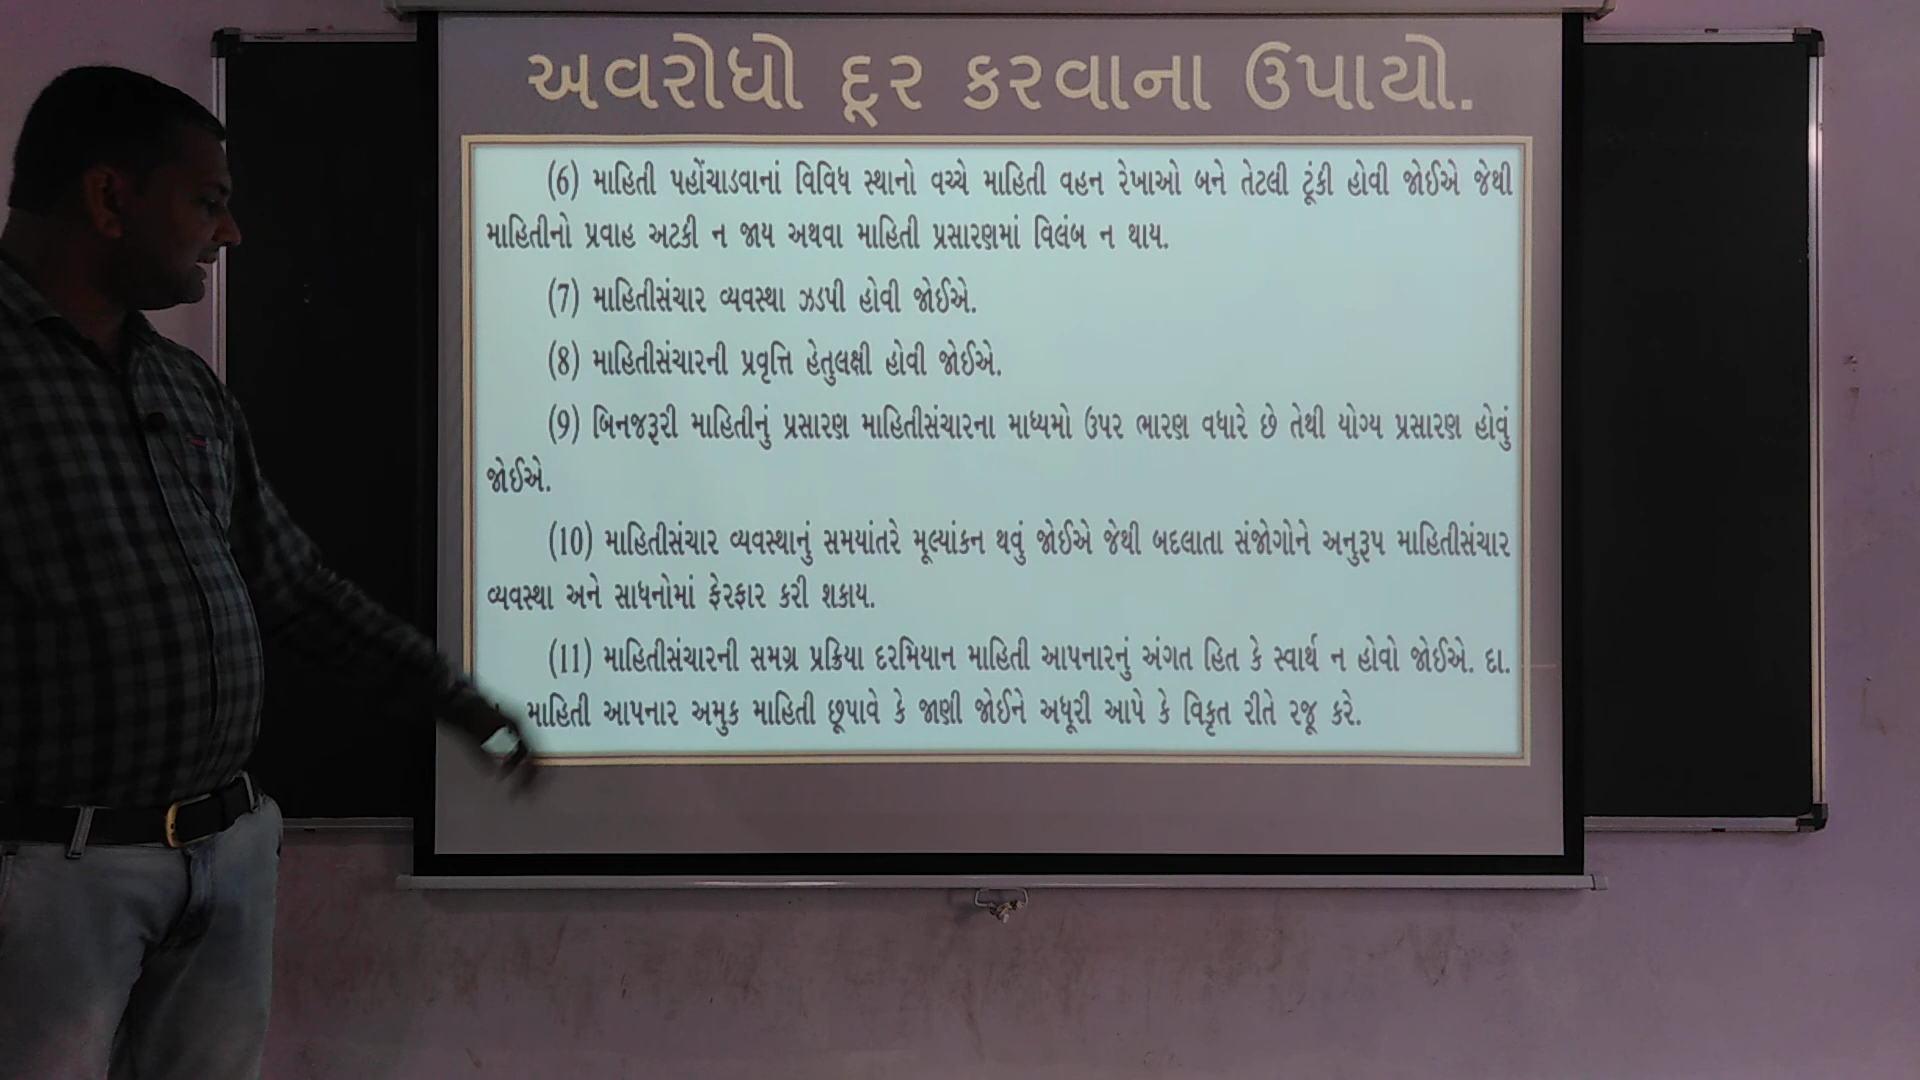 અવરોધો દૂર કરવાના ઉપાયો.
(6) માહિતી પહોંચાડવાનાં વિવિધ સ્થાનો વચ્ચે માહિતી વહન રેખાઓ બને તેટલી ટૂંકી હોવી જોઈએ જેથી
માહિતીનો પ્રવાહ અટકી ન જાય અથવા માહિતી પ્રસારણમાં વિલંબ ન થાય.
(7) માહિતીસંચાર વ્યવસ્થા ઝડપી હોવી જોઈએ.
(8) માહિતીસંચારની પ્રવૃત્તિ હેતુલક્ષી હોવી જોઈએ.
(9) બિનજરૂરી માહિતીનું પ્રસારણ માહિતીસંચારના માધ્યમો ઉપર ભારણ વધારે છે તેથી યોગ્ય પ્રસારણ હોવું
જોઈએ.
(10) માહિતીસંચાર વ્યવસ્થાનું સમયાંતરે મૂલ્યાંકન થવું જોઈએ જેથી બદલાતા સંજોગોને અનુરૂપ માહિતીસંચાર
વ્યવસ્થા અને સાધનોમાં ફેરફાર કરી શકાય.
(11) માહિતીસંચારની સમગ્ર પ્રક્રિયા દરમિયાન માહિતી આપનારનું અંગત હિત કે સ્વાર્થ ન હોવો જોઈએ. દા.
માહિતી આપનાર અમુક માહિતી છૂપાવે કે જાણી જોઈને અધૂરી આપે કે વિકૃત રીતે રજૂ કરે.